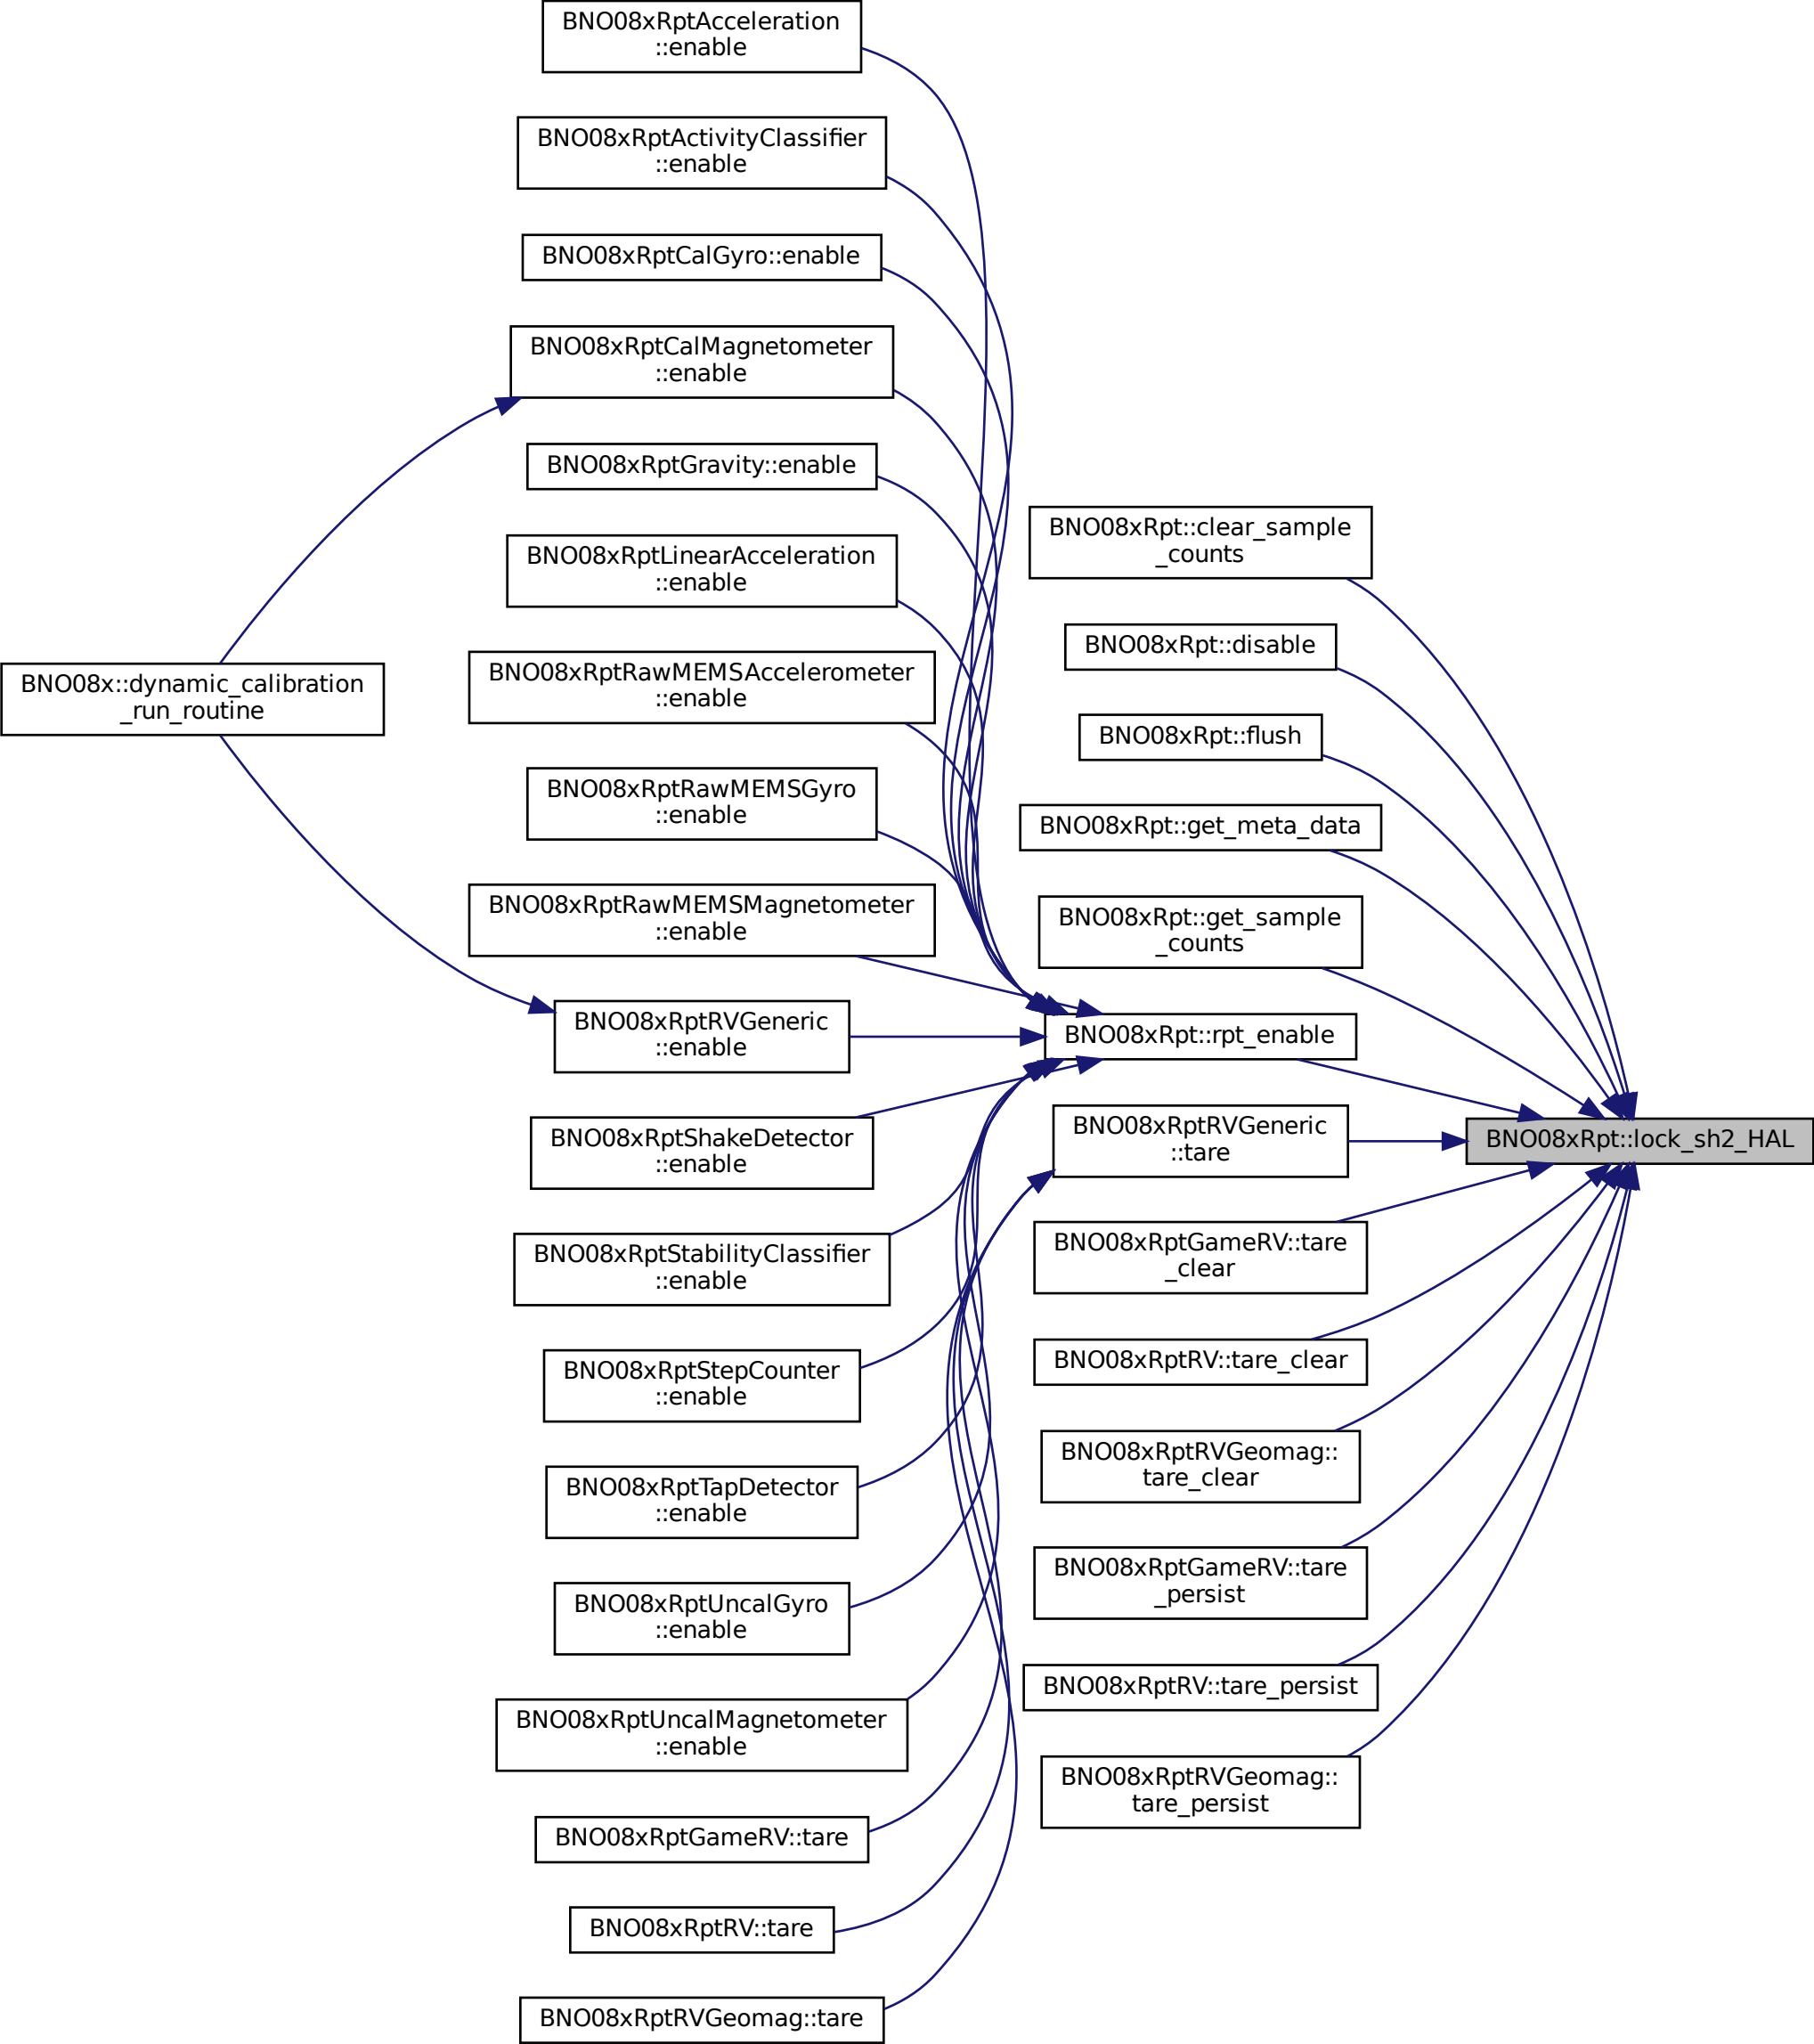 BNO08xRptAcceleration
::enable
BNO08xRptActivityClassifier
::enable
BNO08xRptCalGyro::enable
BNO08xRptCalMagnetometer
::enable
BNO08xRptGravity::enable
BNO08xRptLinearAcceleration
::enable
BNO08xRptRawMEMSAccelerometer
::enable
BNO08x::dynamic_calibration
_run_routine
BNO08xRptRawMEMSGyro
::enable
BNO08xRptRawMEMSMagnetometer
::enable
BNO08xRptRVGeneric
::enable
BNO08xRptShakeDetector
::enable
BNO08xRptStabilityClassifier
::enable
BNO08xRptStepCounter
::enable
BNO08xRptTapDetector
::enable
BNO08xRptUncalGyro
::enable
BNO08xRptUncalMagnetometer
::enable
BNO08xRptGameRV::tare
BNO08xRptRV::tare
BNO08xRptRVGeomag::tare
BNO08xRpt::clear_sample
_counts
BNO08xRpt::disable
BNO08xRpt::flush
BNO08xRpt::get_meta_data
BNO08xRpt::get_sample
_counts
BNO08xRpt::rpt_enable
BNO08xRptRVGeneric
::tare
BNO08xRptGameRV::tare
_clear
BNO08xRptRV::tare_clear
BNO08xRptRVGeomag::
tare_clear
BNO08xRptGameRV::tare
_persist
BNO08xRptRV::tare_persist
BNO08xRptRVGeomag::
tare_persist
BNO08xRpt::lock_sh2_HAL